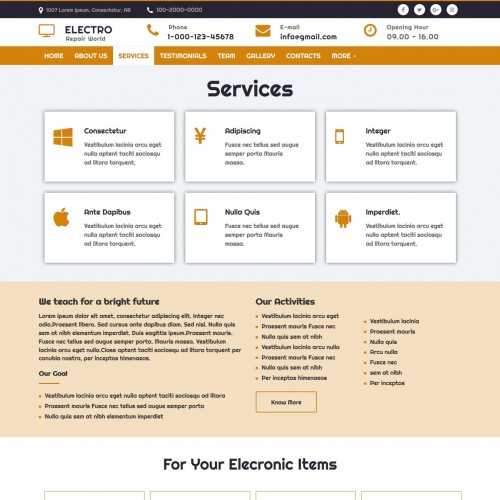 1007 Lorem Ipsum, Consectetur, AB 100-2000-0000
ELECTRO
Repair World
Phone
1-000-123-45678
E-mail
info@gmail.com
Opening Hour
09.00 - 16.00
HOME ABOUT US SERVICES TESTIMONIALS TEAM GALLERY CONTACTS MORE
Services
Consectetur
Vestibulum lacinia arcu eget
nulla aptent taciti sociosqu
ad litora torquent.
Adipiscing
Fusce nec tellus sed augue
semper porta Mauris
massa.
Integer
Vestibulum lacinia arcu eget
nulla aptent taciti sociosqu
ad litora torquent.
Ante Dapibus
Vestibulum lacinia arcu eget
nulla aptent taciti sociosqu
ad litora torquent.
Nulla Quis
Fusce nec tellus sed augue
semper porta Mauris
massa.
Imperdiet.
Vestibulum lacinia arcu eget
nulla aptent taciti sociosqu
ad litora torquent.
We teach for a bright future
Lorem ipsum dolor sit amet, consectetur adipiscing elit. Integer nec
odio.Praesent libero. Sed cursus ante dapibus diam. Sed nisi. Nulla quis
sem at nibh elementum imperdiet. Duis sagittis ipsum.Praesent mauris.
Fusce nec tellus sed augue semper porta. Mauris massa. Vestibulum
lacinia arcu eget nulla.Class aptent taciti sociosqu ad litora torquent per
conubia nostra, per inceptos himenaeos.
Our Goal
Vestibulum lacinia arcu eget nulla aptent taciti sociosqu
Praesent mauris Fusce nec tellus sed augue semper porta
Nulla quis sem at nibh elementum imperdiet
Our Activities
Vestibulum lacinia arcu eget
Praesent mauris Fusce nec
Nulla quis sem at nibh
Vestibulum lacinia arcu nulla
Praesent mauris Fusce nec
Nulla quis sem at nibh
Per inceptos himenaeos
Vestibulum lacinia
Praesent mauris
Nulla quis
Arcu nulla
Fusce nec
sem at nibh
Per inceptos
Know More
For Your Elecronic Items